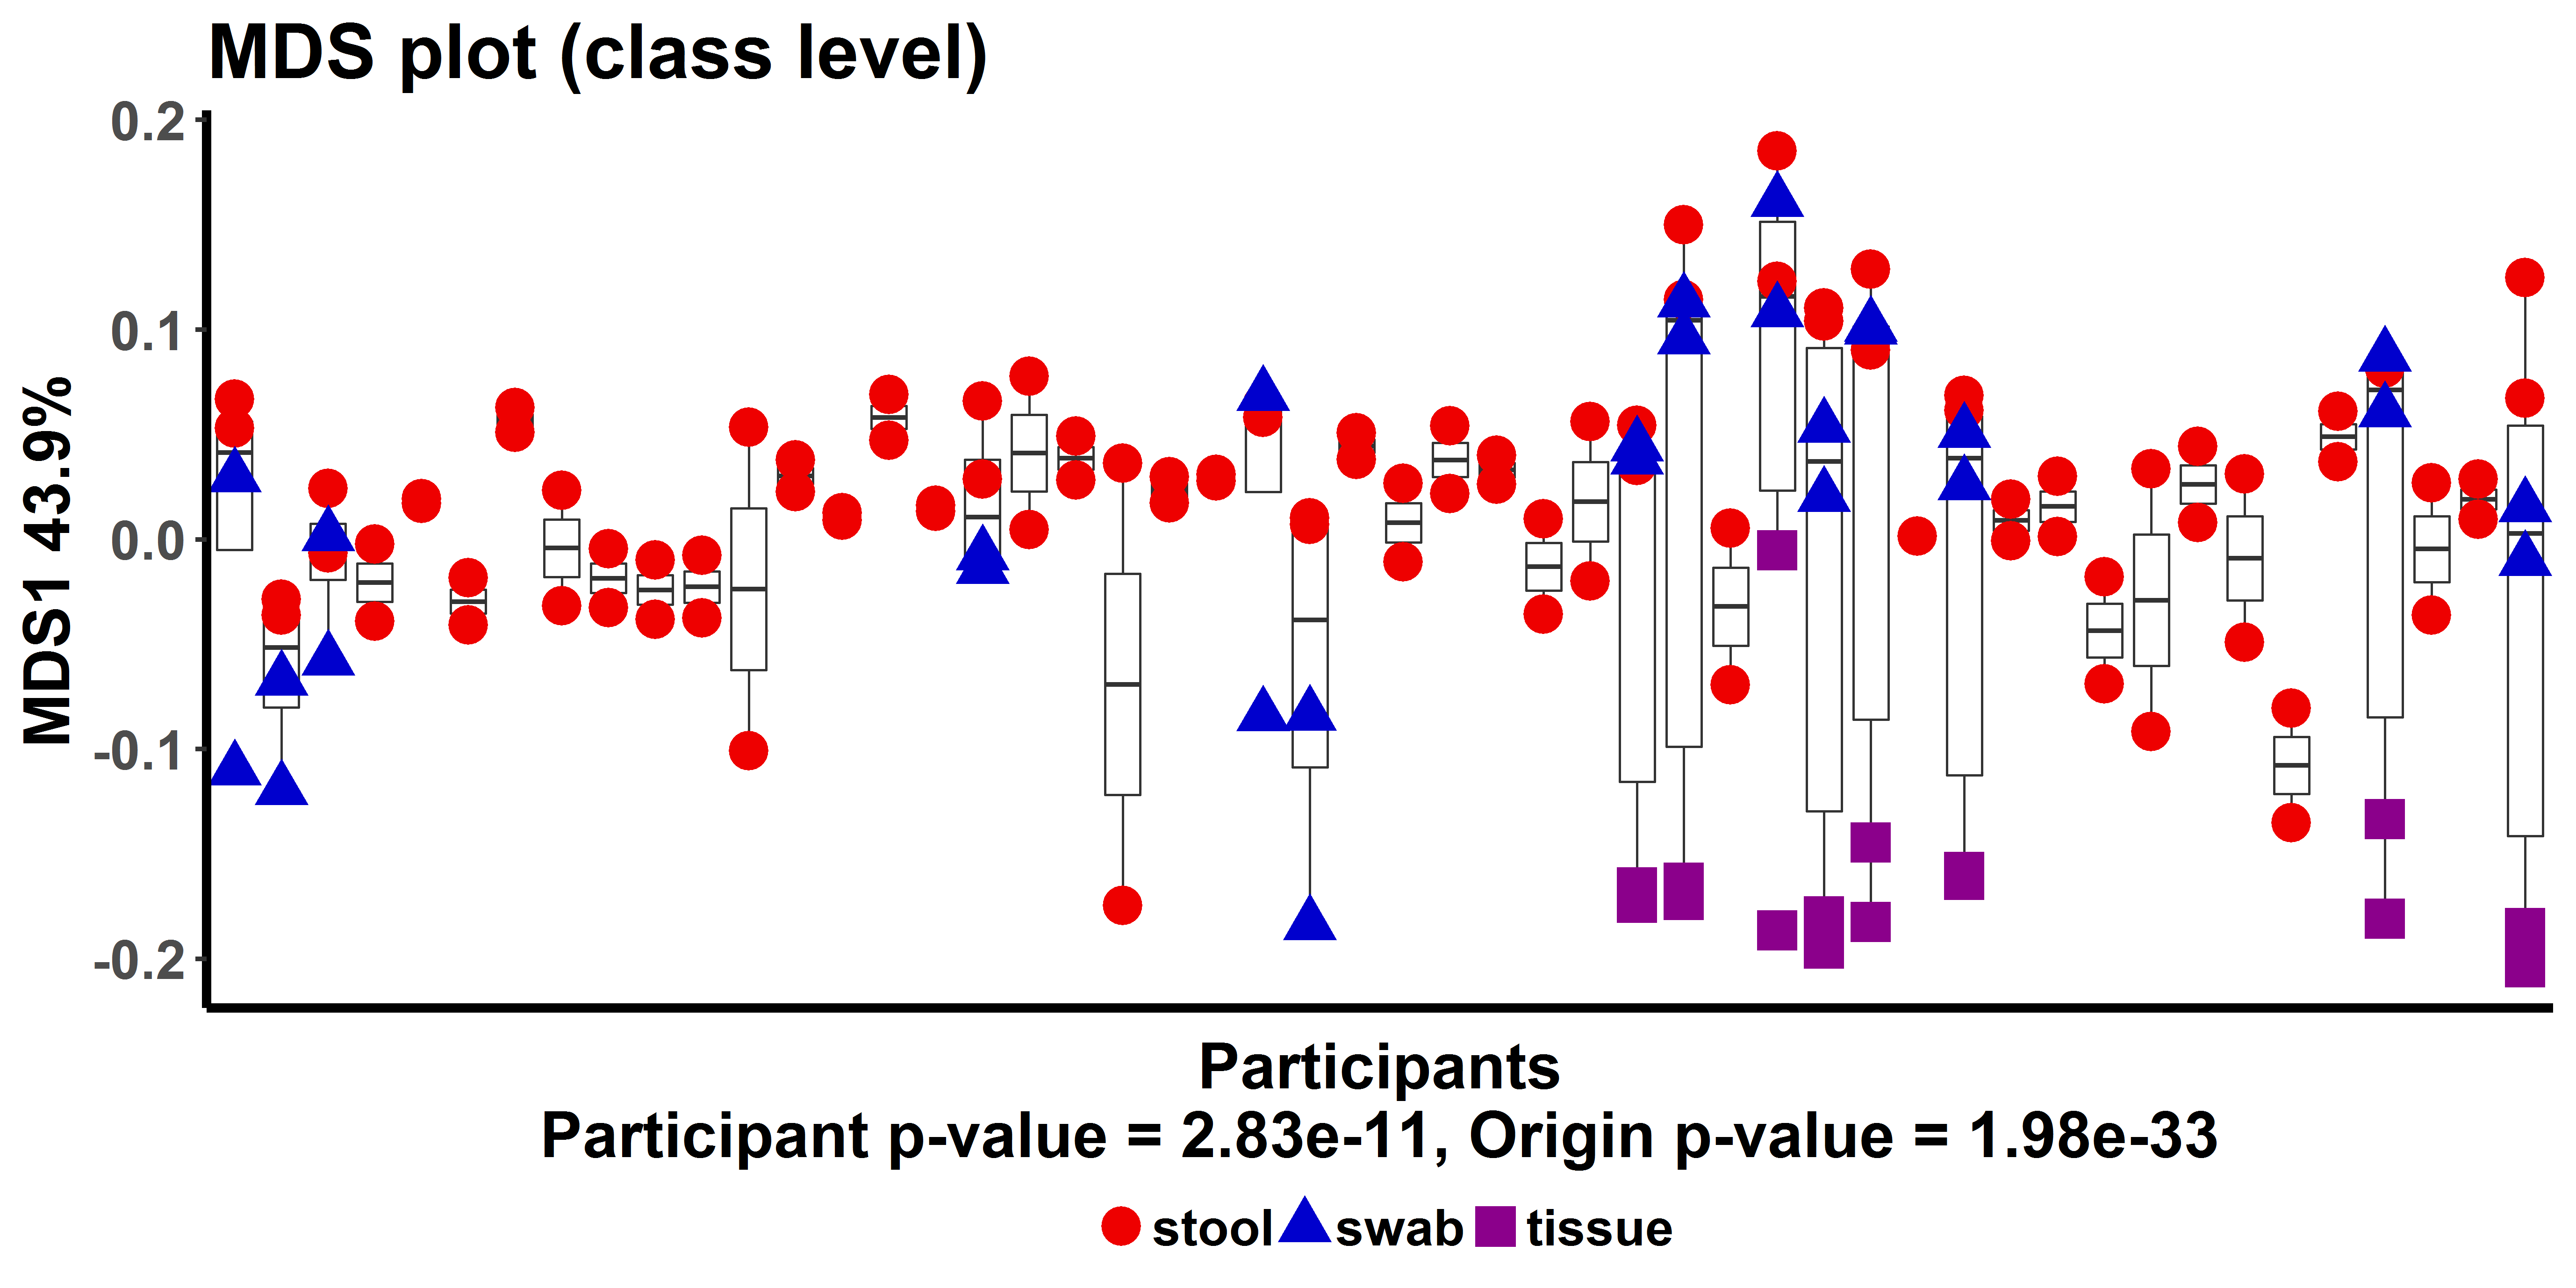 MDS plot (class level)
MDS1 43.9%
0.2
0.1
0.0
-0.1
-0.2
Participants
Participant p-value = 2.83e-11, Origin p-value = 1.98e-33
stool swab tissue